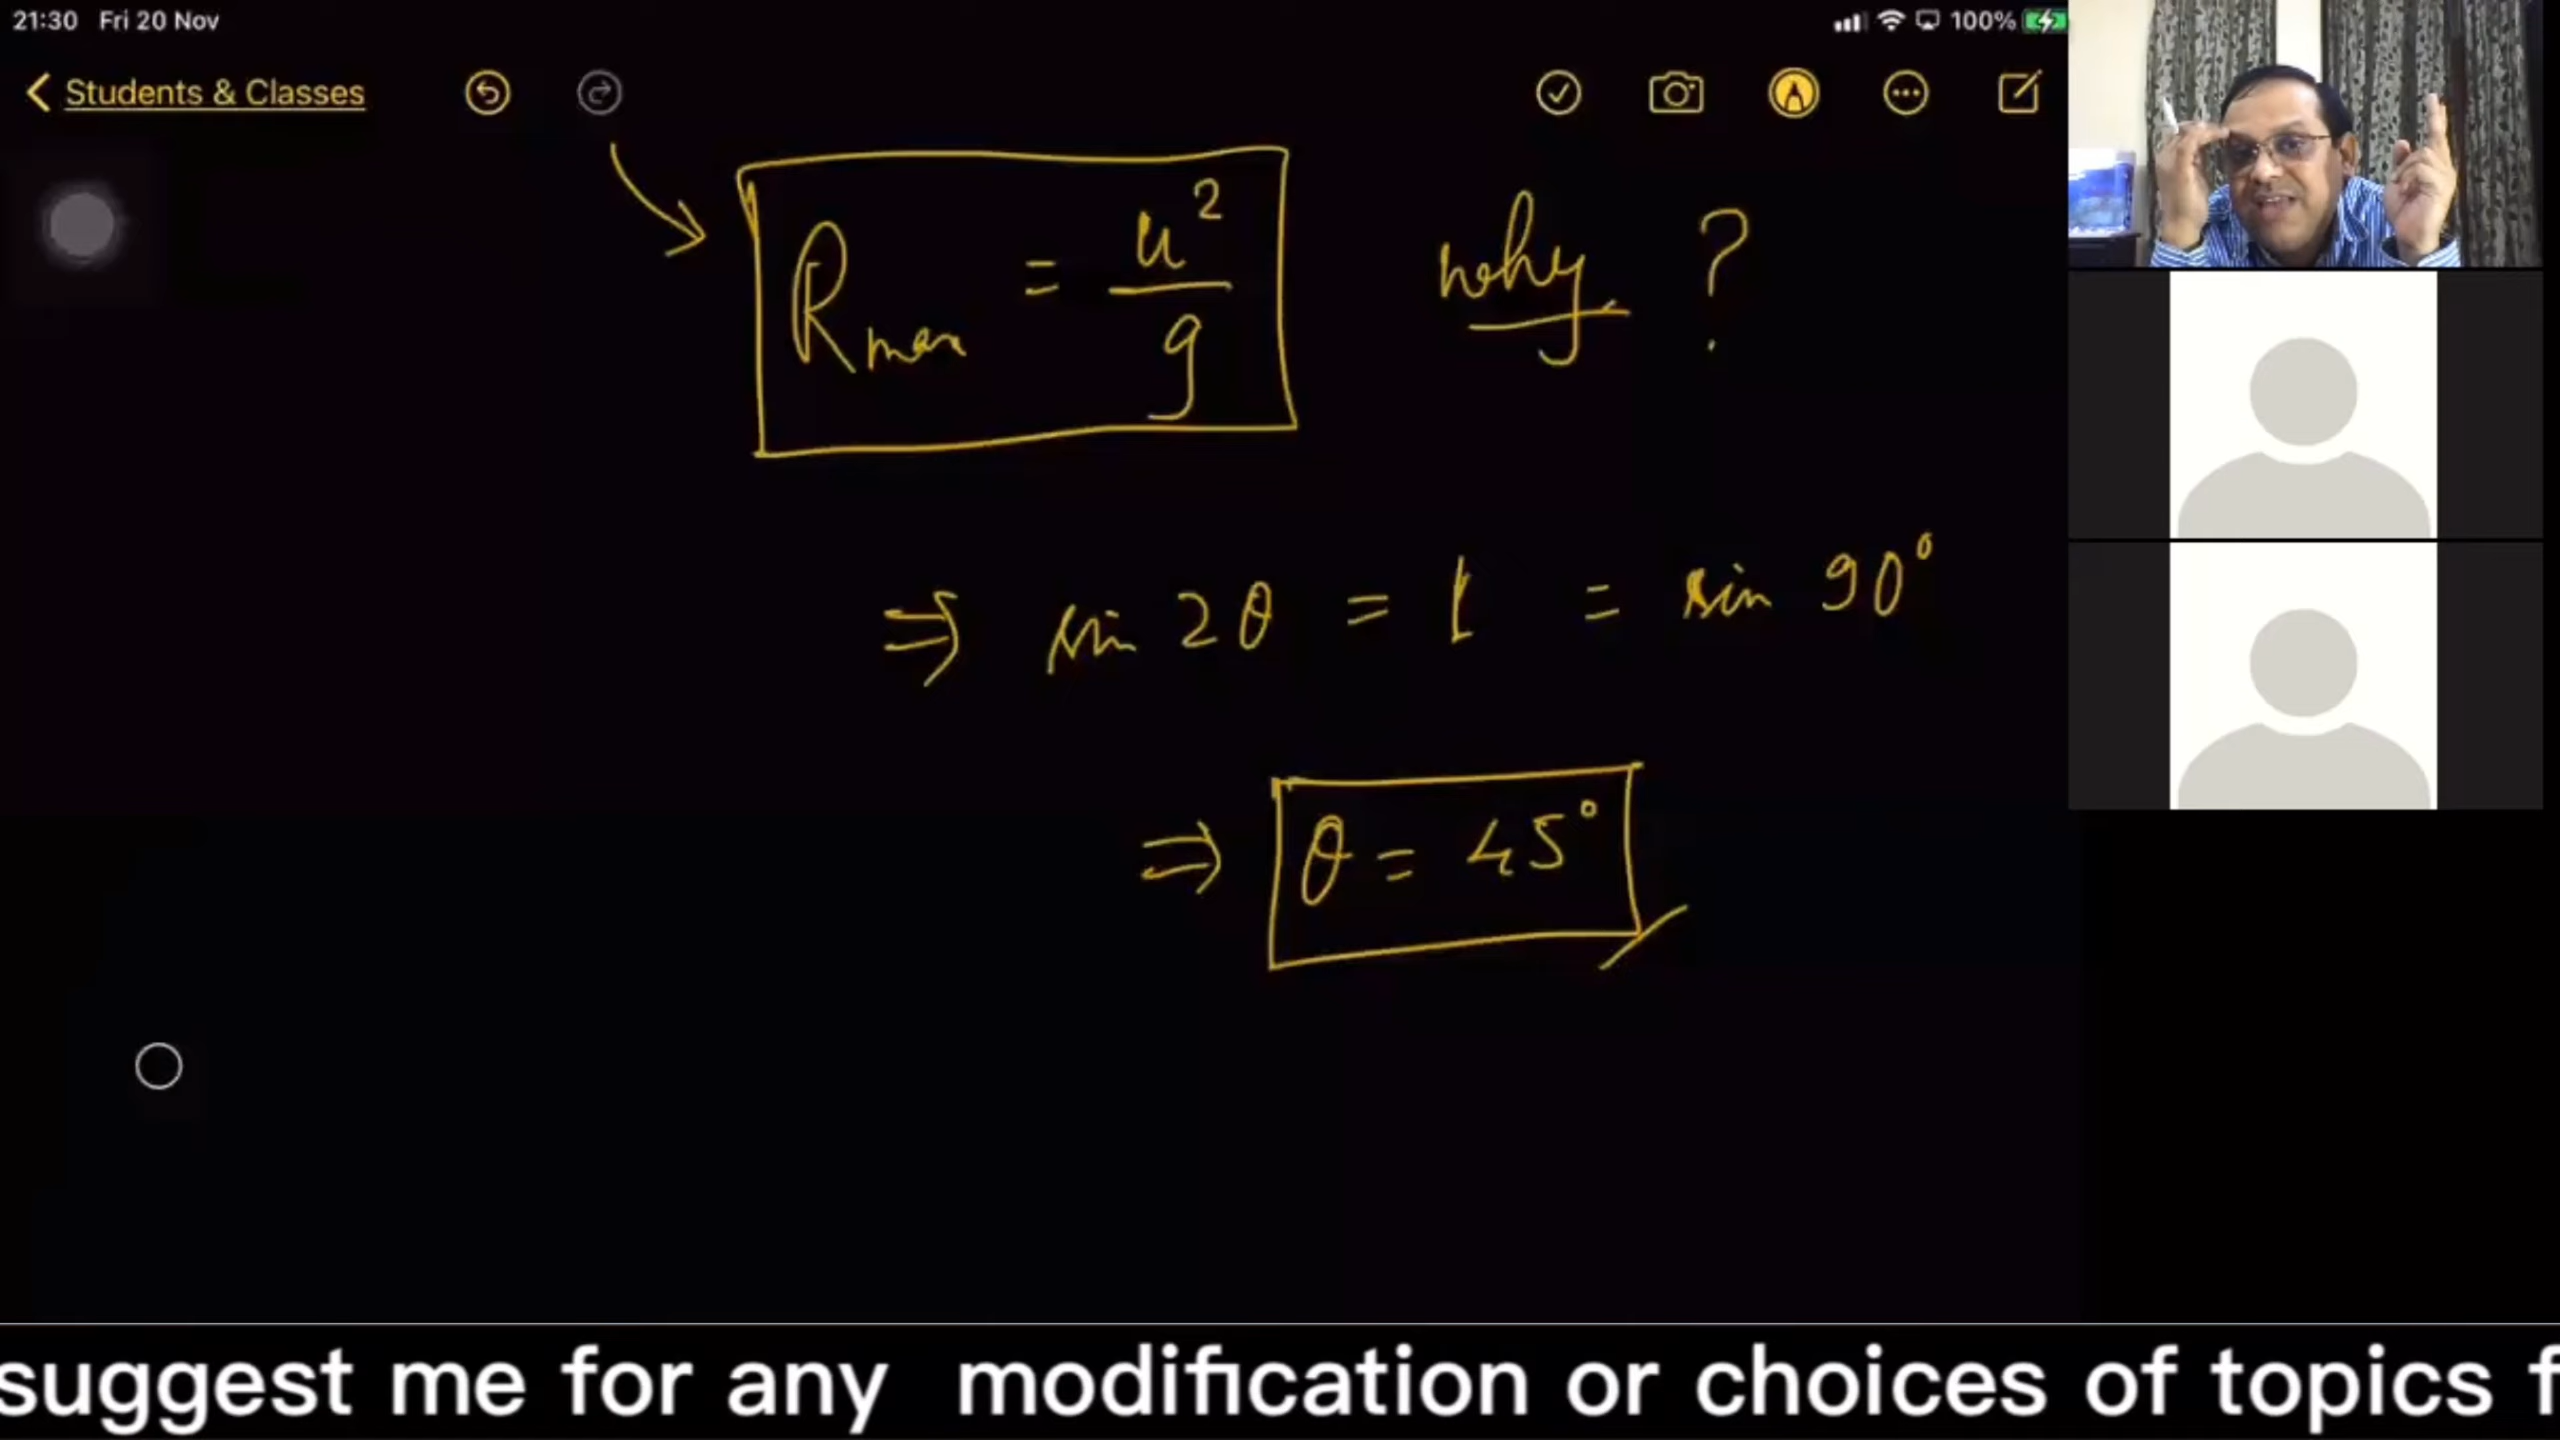 21:30 Fri 20 Nov 100%
Students & Classes
Rmax = u²/g why ?
⇒ sin 2θ = 1 = sin 90°
⇒ θ = 45°
suggest me for any modification or choices of topics f